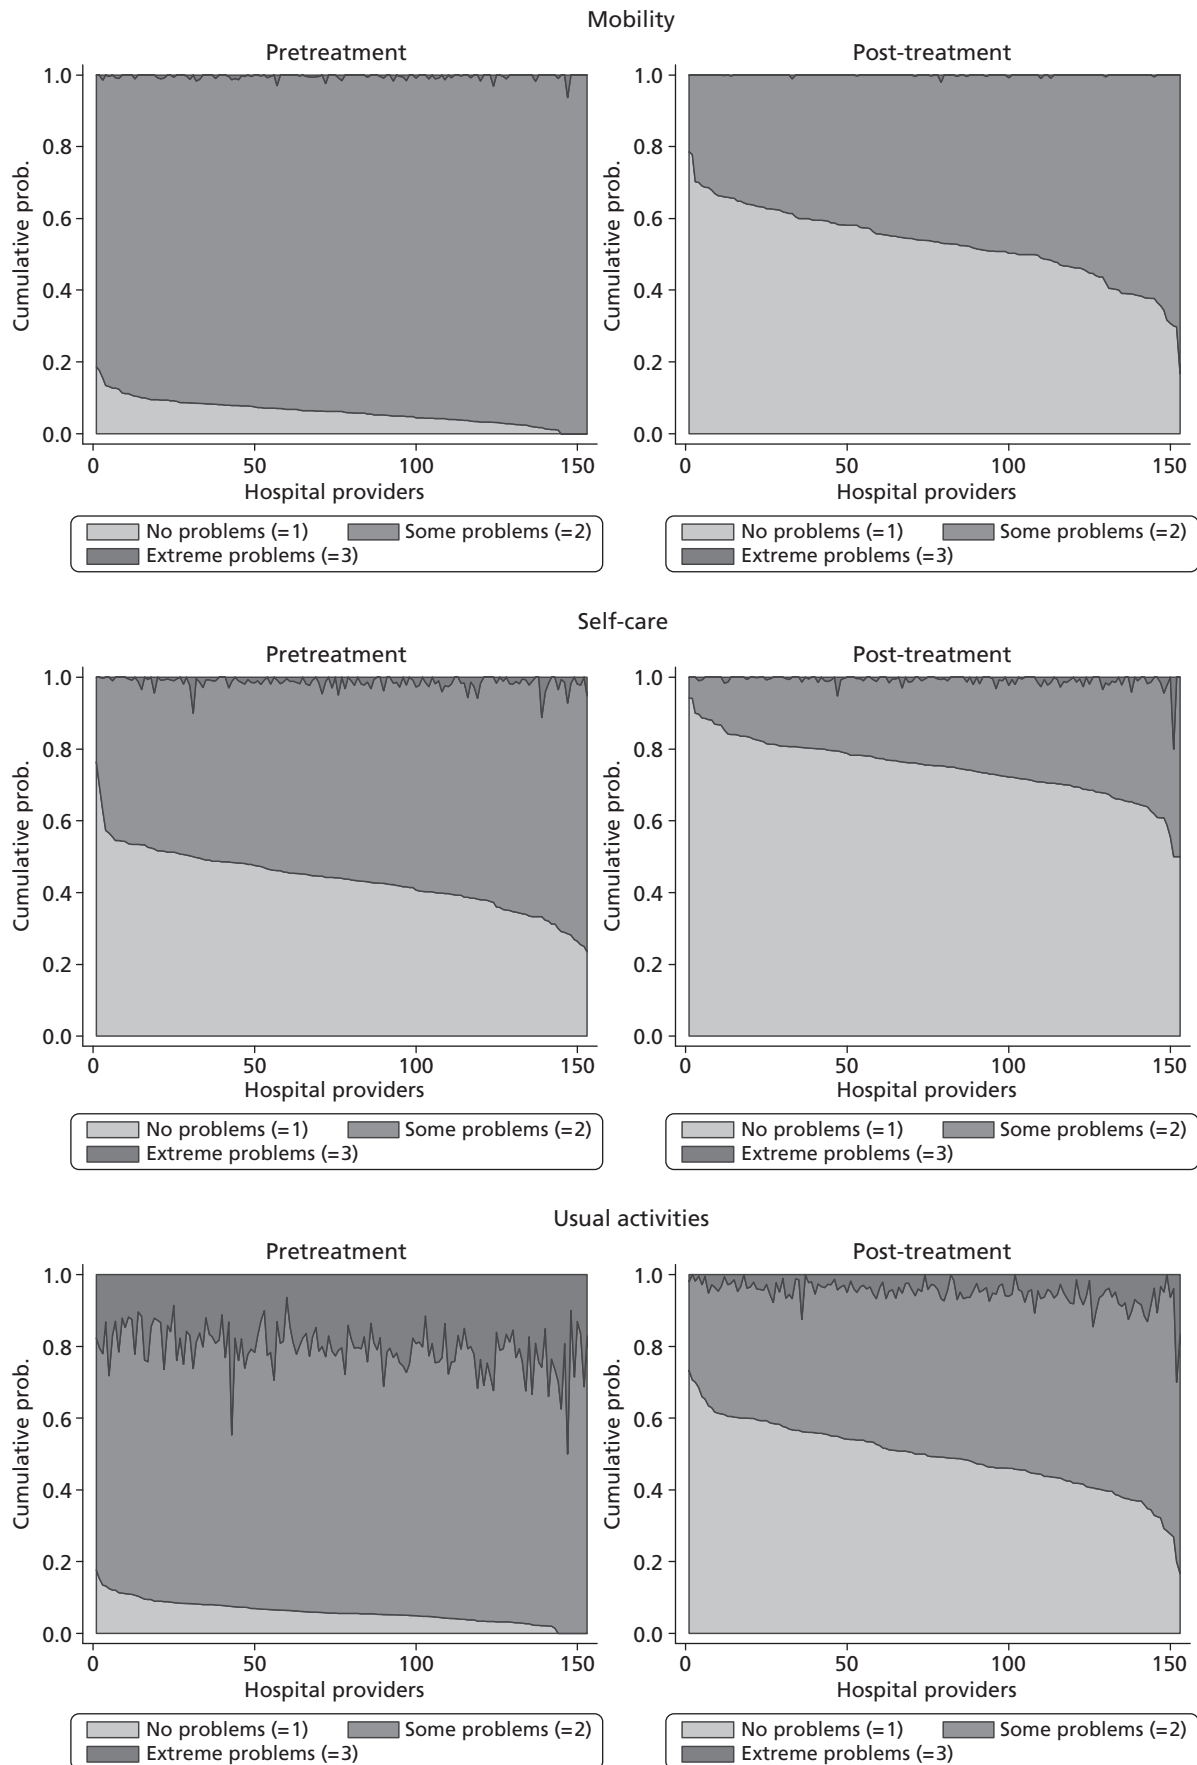 Mobility
Pretreatment
Post-treatment
1.0
0.8
0.6
0.4
0.2
0.0
Cumulative prob.
0 50 100 150
Hospital providers
No problems (=1) Some problems (=2)
Extreme problems (=3)
1.0
0.8
0.6
0.4
0.2
0.0
Cumulative prob.
0 50 100 150
Hospital providers
No problems (=1) Some problems (=2)
Extreme problems (=3)
Self-care
Pretreatment
Post-treatment
1.0
0.8
0.6
0.4
0.2
0.0
Cumulative prob.
0 50 100 150
Hospital providers
No problems (=1) Some problems (=2)
Extreme problems (=3)
1.0
0.8
0.6
0.4
0.2
0.0
Cumulative prob.
0 50 100 150
Hospital providers
No problems (=1) Some problems (=2)
Extreme problems (=3)
Usual activities
Pretreatment
Post-treatment
1.0
0.8
0.6
0.4
0.2
0.0
Cumulative prob.
0 50 100 150
Hospital providers
No problems (=1) Some problems (=2)
Extreme problems (=3)
1.0
0.8
0.6
0.4
0.2
0.0
Cumulative prob.
0 50 100 150
Hospital providers
No problems (=1) Some problems (=2)
Extreme problems (=3)